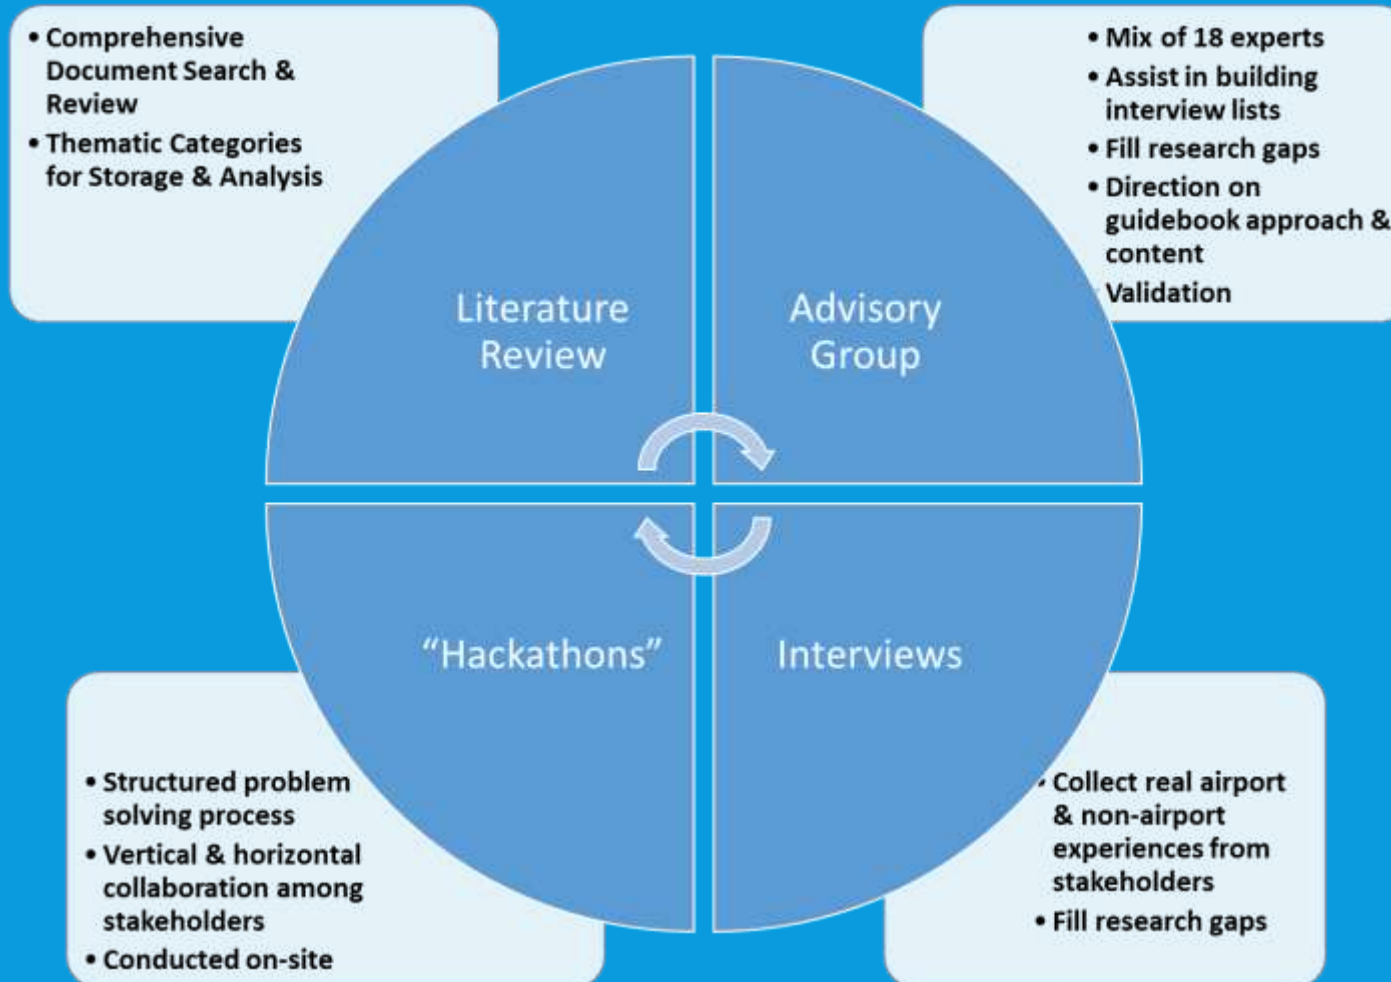 • Comprehensive
Document Search &
Review
• Thematic Categories
for Storage & Analysis
• Mix of 18 experts
• Assist in building
interview lists
• Fill research gaps
• Direction on
guidebook approach &
content
• Validation
Literature
Review
Advisory
Group
“Hackathons”
Interviews
• Structured problem
solving process
• Vertical & horizontal
collaboration among
stakeholders
• Conducted on-site
• Collect real airport
& non-airport
experiences from
stakeholders
• Fill research gaps